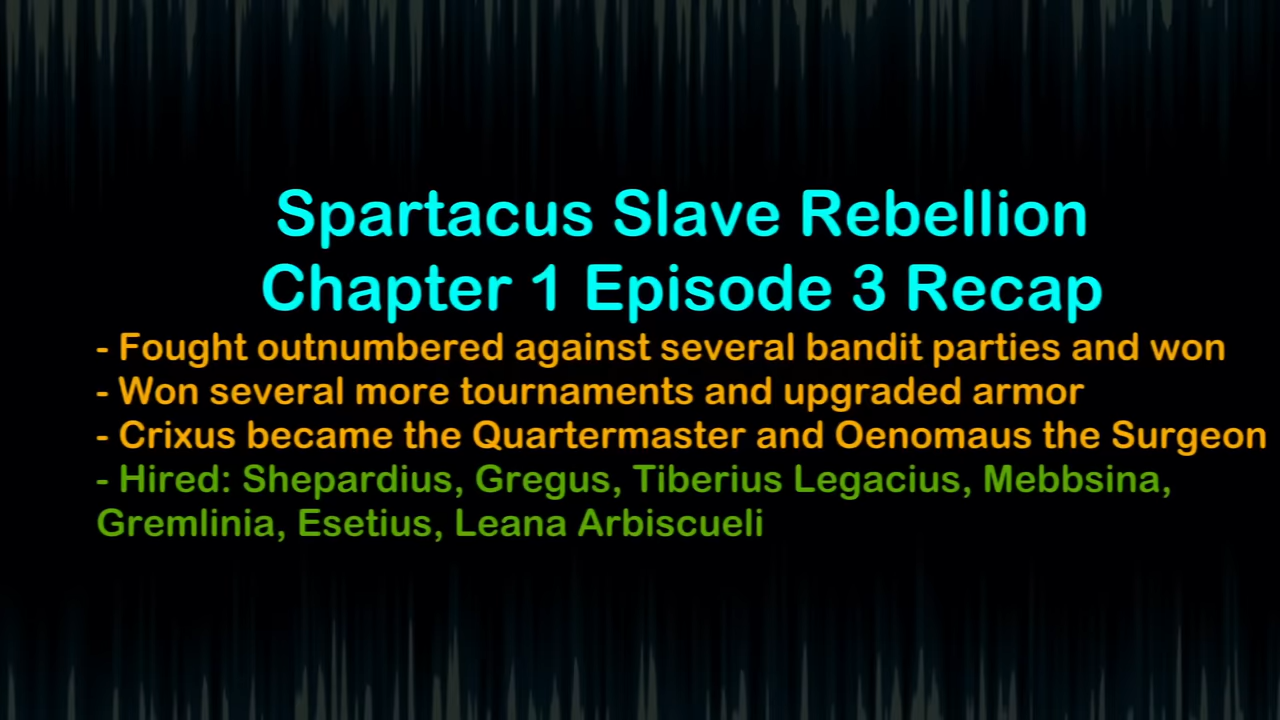 Spartacus Slave Rebellion
Chapter 1 Episode 3 Recap
- Fought outnumbered against several bandit parties and won
- Won several more tournaments and upgraded armor
- Crixus became the Quartermaster and Oenomaus the Surgeon
- Hired: Shepardius, Gregus, Tiberius Legacius, Mebbsina,
Gremlinia, Esetius, Leana Arbiscueli